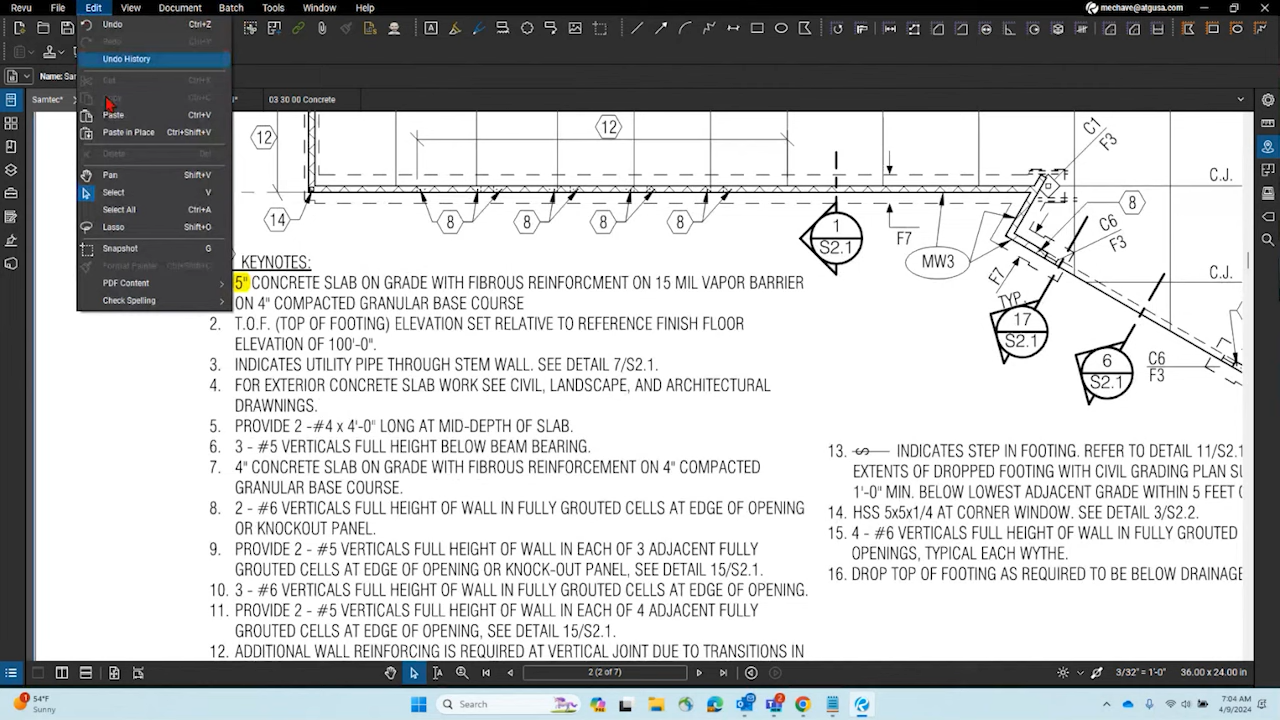 Revu File Edit View Document Batch Tools Window Help
mechave@atgusa.com
Undo Ctrl+Z
Redo Ctrl+Y
Undo History
Cut Ctrl+X
Ctrl+C
Paste Ctrl+V
Paste in Place Ctrl+Shift+V
Delete Del
Pan Shift+V
Select V
Select All Ctrl+A
Lasso Shift+O
Snapshot G
Format Painter Ctrl+Shift+C
PDF Content
Check Spelling
Name: Sam
Samtec*
03 30 00 Concrete
12
12
14
8
8
8
8
1
S2.1
F7
MW3
C1
F3
C.J.
8
C6
F3
F7
TYP.
17
S2.1
C.J.
6
S2.1
C6
F3
KEYNOTES:
5" CONCRETE SLAB ON GRADE WITH FIBROUS REINFORCMENT ON 15 MIL VAPOR BARRIER
ON 4" COMPACTED GRANULAR BASE COURSE
2. T.O.F. (TOP OF FOOTING) ELEVATION SET RELATIVE TO REFERENCE FINISH FLOOR
ELEVATION OF 100'-0".
3. INDICATES UTILITY PIPE THROUGH STEM WALL. SEE DETAIL 7/S2.1.
4. FOR EXTERIOR CONCRETE SLAB WORK SEE CIVIL, LANDSCAPE, AND ARCHITECTURAL
DRAWNINGS.
5. PROVIDE 2 -#4 x 4'-0" LONG AT MID-DEPTH OF SLAB.
6. 3 - #5 VERTICALS FULL HEIGHT BELOW BEAM BEARING.
7. 4" CONCRETE SLAB ON GRADE WITH FIBROUS REINFORCEMENT ON 4" COMPACTED
GRANULAR BASE COURSE.
8. 2 - #6 VERTICALS FULL HEIGHT OF WALL IN FULLY GROUTED CELLS AT EDGE OF OPENING
OR KNOCKOUT PANEL.
9. PROVIDE 2 - #5 VERTICALS FULL HEIGHT OF WALL IN EACH OF 3 ADJACENT FULLY
GROUTED CELLS AT EDGE OF OPENING OR KNOCK-OUT PANEL, SEE DETAIL 15/S2.1.
10. 3 - #6 VERTICALS FULL HEIGHT OF WALL IN FULLY GROUTED CELLS AT EDGE OF OPENING.
11. PROVIDE 2 - #5 VERTICALS FULL HEIGHT OF WALL IN EACH OF 4 ADJACENT FULLY
GROUTED CELLS AT EDGE OF OPENING, SEE DETAIL 15/S2.1.
12. ADDITIONAL WALL REINFORCING IS REQUIRED AT VERTICAL JOINT DUE TO TRANSITIONS IN
13. S INDICATES STEP IN FOOTING. REFER TO DETAIL 11/S2.1
EXTENTS OF DROPPED FOOTING WITH CIVIL GRADING PLAN SU
1'-0" MIN. BELOW LOWEST ADJACENT GRADE WITHIN 5 FEET O
14. HSS 5x5x1/4 AT CORNER WINDOW. SEE DETAIL 3/S2.2.
15. 4 - #6 VERTICALS FULL HEIGHT OF WALL IN FULLY GROUTED
OPENINGS, TYPICAL EACH WYTHE.
16. DROP TOP OF FOOTING AS REQUIRED TO BE BELOW DRAINAGE
2 (2 of 7)
3/32" = 1'-0" 36.00 x 24.00 in
54°F
Sunny
Search
7:04 AM
4/9/2024